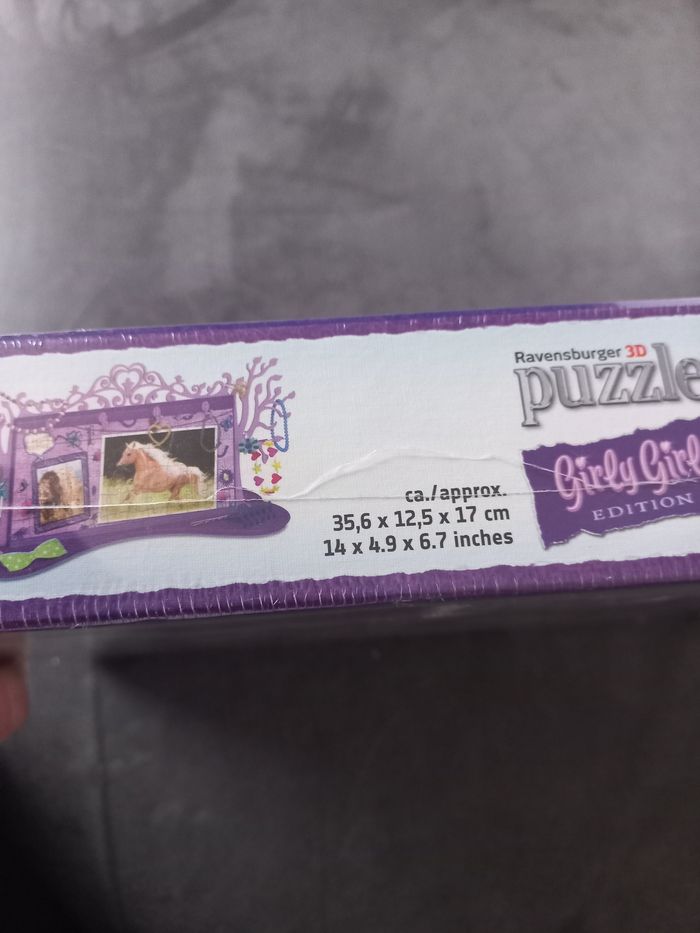 Ravensburger 3D
puzzle
Girly Girl
EDITION
ca./approx.
35,6 x 12,5 x 17 cm
14 x 4.9 x 6.7 inches